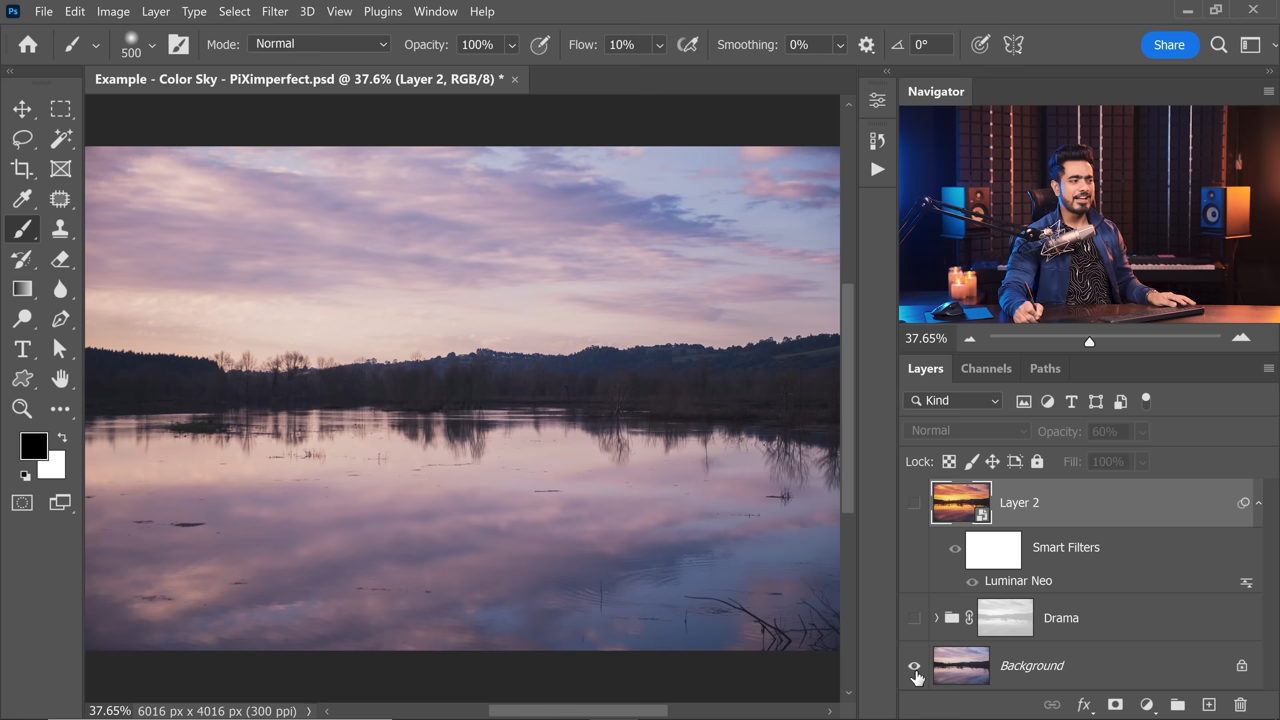 Ps File Edit Image Layer Type Select Filter 3D View Plugins Window Help
500 Mode: Normal Opacity: 100% Flow: 10% Smoothing: 0% 0° Share
Example - Color Sky - PiXimperfect.psd @ 37.6% (Layer 2, RGB/8) *
Navigator
37.65%
Layers Channels Paths
Kind
Normal Opacity: 60%
Lock: Fill: 100%
Layer 2
Smart Filters
Luminar Neo
Drama
Background
fx
37.65% 6016 px x 4016 px (300 ppi)